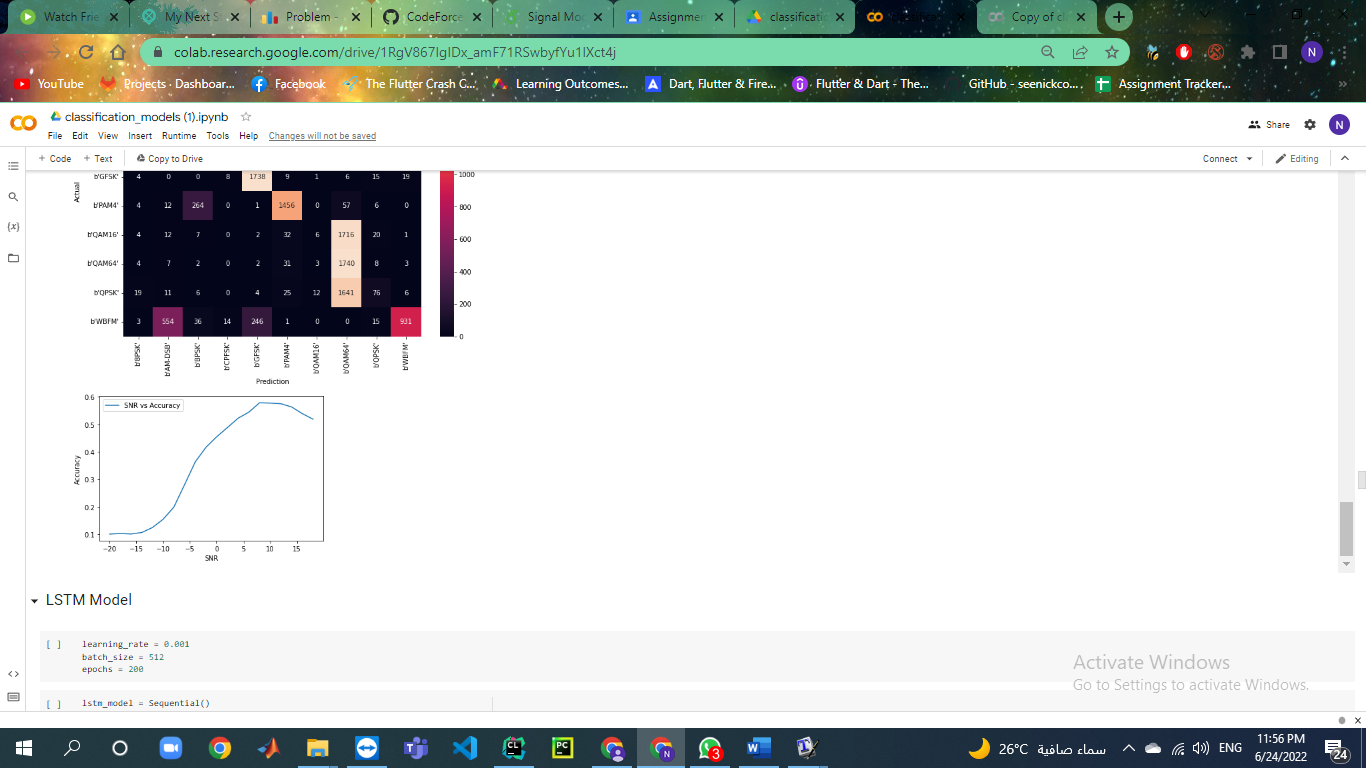 Watch Frie
My Next S
Problem -
CodeForce
Signal Mo
Assignmen
classificatio
Copy of cl
colab.research.google.com/drive/1RgV867IgIDx_amF71RSwbyfYu1IXct4j
N
YouTube
Projects · Dashboar...
Facebook
The Flutter Crash C...
Learning Outcomes...
Dart, Flutter & Fire...
Flutter & Dart - The...
GitHub - seenickco...
Assignment Tracker...
»
classification_models (1).ipynb
Share
N
File Edit View Insert Runtime Tools Help Changes will not be saved
+ Code + Text Copy to Drive
Connect
Editing
Actual
b'GFSK' 4 0 0 8 1738 9 1 6 15 19
b'PAM4' 4 12 264 0 1 1456 0 57 6 0
b'QAM16' 4 12 7 0 2 32 6 1716 20 1
b'QAM64' 4 7 2 0 2 31 3 1740 8 3
b'QPSK' 19 11 6 0 4 25 12 1641 76 6
b'WBFM' 3 554 36 14 246 1 0 0 15 931
1000
800
600
400
200
0
b'8PSK' b'AM-DSB' b'BPSK' b'CPFSK' b'GFSK' b'PAM4' b'QAM16' b'QAM64' b'QPSK' b'WBFM'
Prediction
SNR vs Accuracy
Accuracy
0.6
0.5
0.4
0.3
0.2
0.1
−20 −15 −10 −5 0 5 10 15
SNR
LSTM Model
[ ] learning_rate = 0.001
batch_size = 512
epochs = 200
[ ] lstm_model = Sequential()
Activate Windows
Go to Settings to activate Windows.
26°C سماء صافية
ENG
11:56 PM
6/24/2022
CL
PC
N
3
24